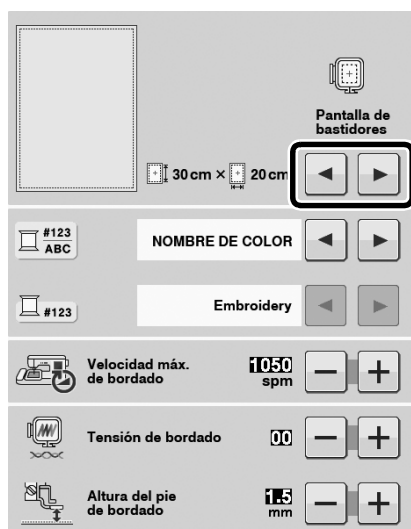 Pantalla de
bastidores
30 cm × 20 cm
#123
ABC
NOMBRE DE COLOR
#123
Embroidery
Velocidad máx.
de bordado
1050
spm
Tensión de bordado
00
Altura del pie
de bordado
1.5
mm